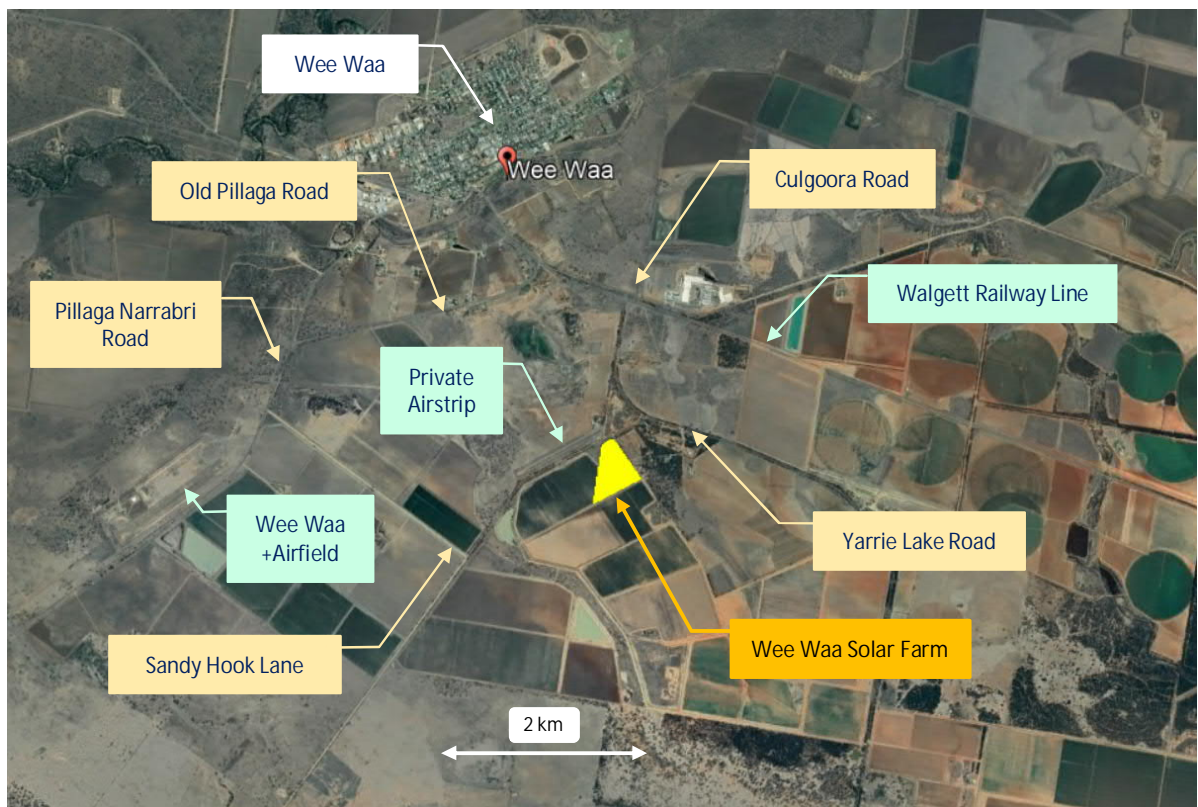 Wee Waa
Wee Waa
Old Pillaga Road
Culgoora Road
Walgett Railway Line
Pillaga Narrabri
Road
Private
Airstrip
Wee Waa
+Airfield
Yarrie Lake Road
Sandy Hook Lane
Wee Waa Solar Farm
2 km